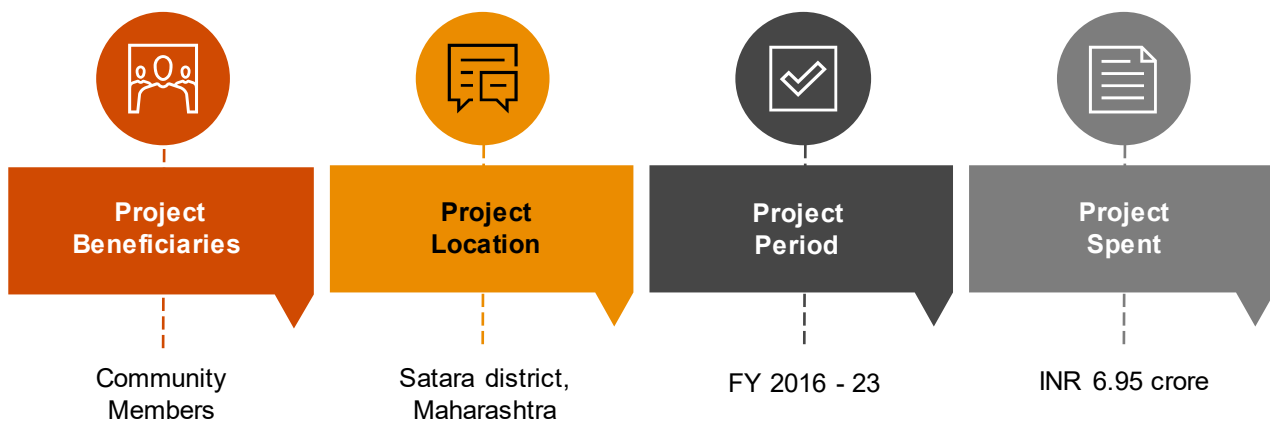 Project
Beneficiaries
Community
Members
Project
Location
Satara district,
Maharashtra
Project
Period
FY 2016 - 23
Project
Spent
INR 6.95 crore